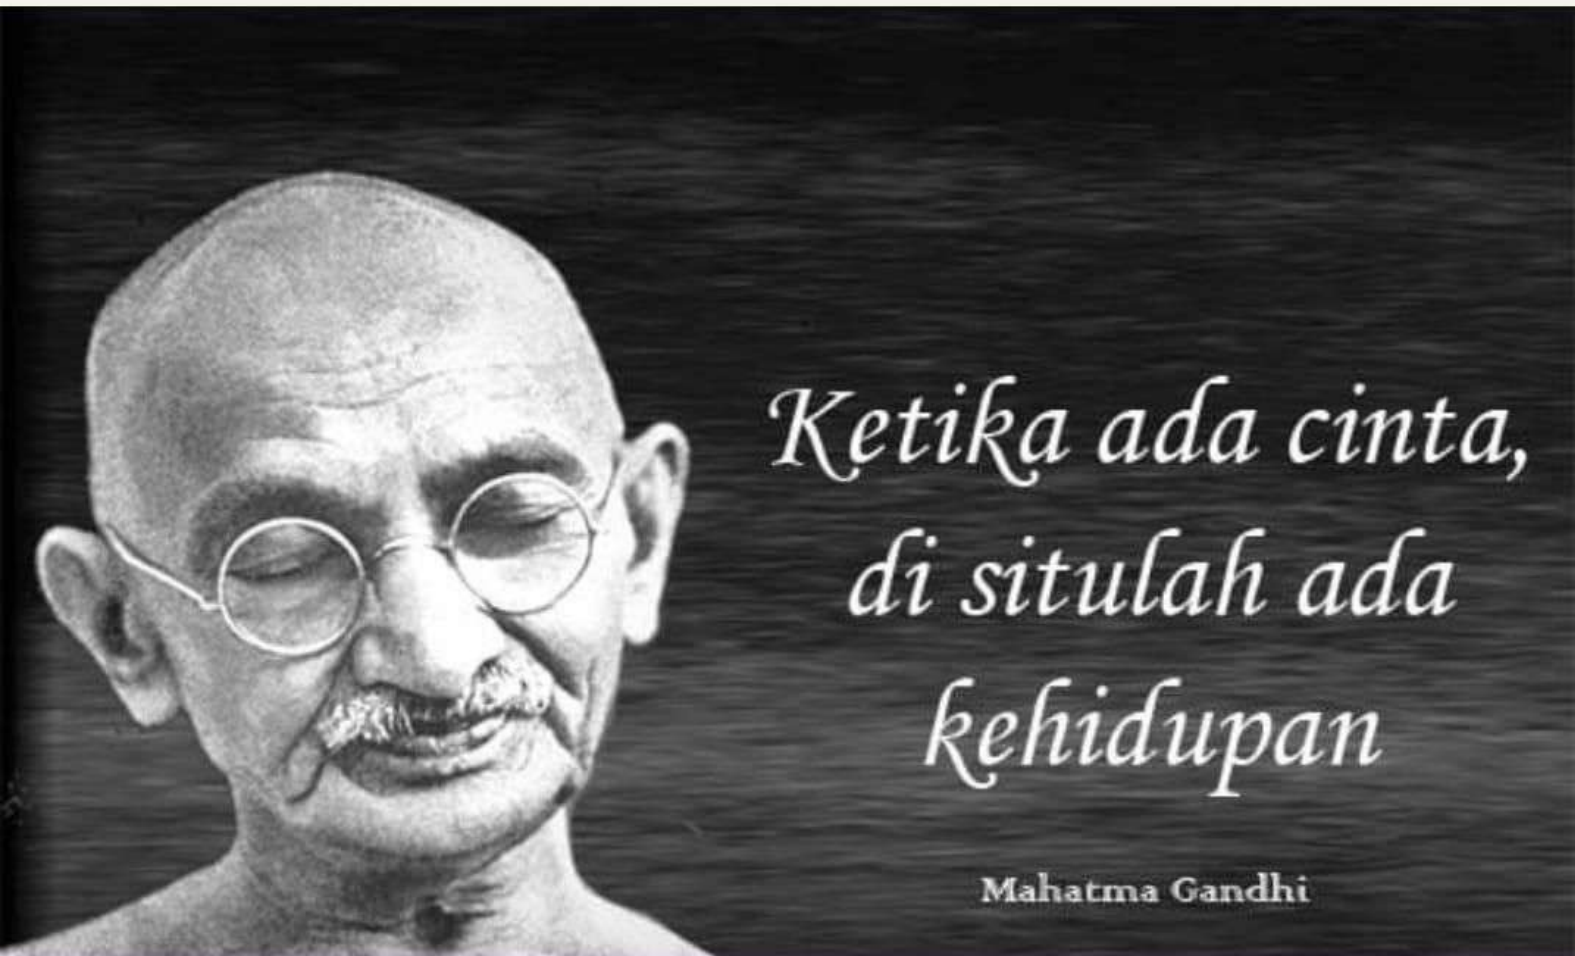 Ketika ada cinta,
di situlah ada
kehidupan
Mahatma Gandhi